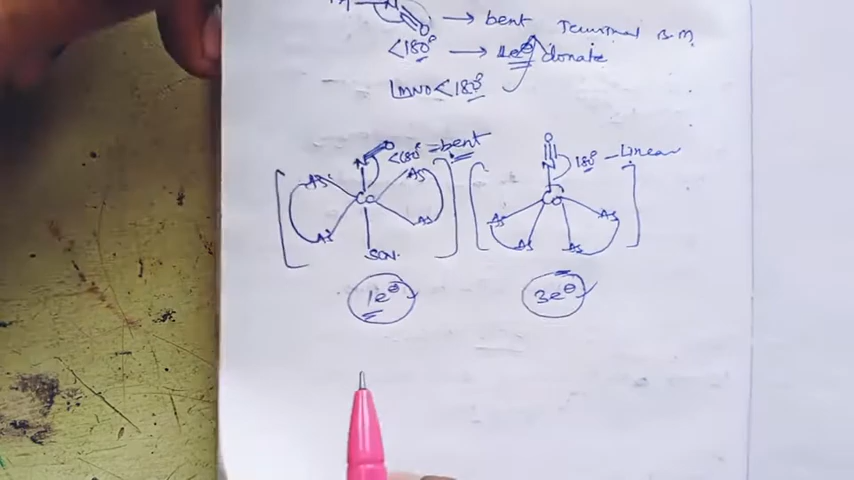 N → bent Terminal B.M.
O
<180° → 1e⊖ donate
LMNO <180°
N O <180° = bent
As As Co As As
SCN
O
N 180° - Linear
Co
As As As As
1e⊖ 3e⊖